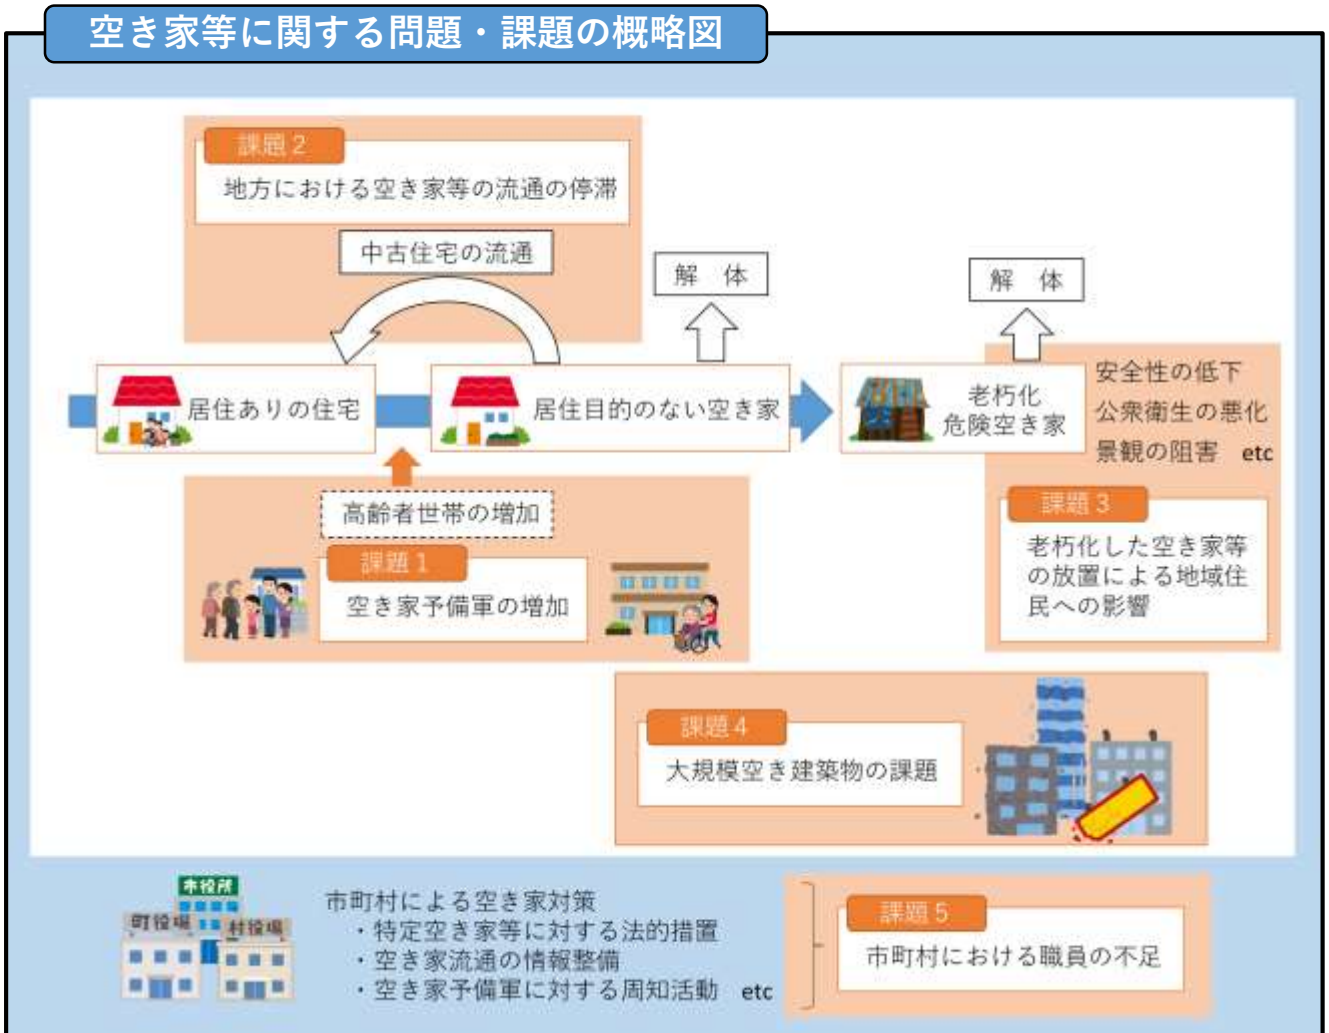 空き家等に関する問題・課題の概略図
課題２
地方における空き家等の流通の停滞
中古住宅の流通
解　体
解　体
居住ありの住宅
居住目的のない空き家
老朽化
危険空き家
安全性の低下
公衆衛生の悪化
景観の阻害　etc
高齢者世帯の増加
課題１
空き家予備軍の増加
課題３
老朽化した空き家等
の放置による地域住
民への影響
課題４
大規模空き建築物の課題
市役所
町役場
村役場
市町村による空き家対策
・特定空き家等に対する法的措置
・空き家流通の情報整備
・空き家予備軍に対する周知活動　etc
課題５
市町村における職員の不足